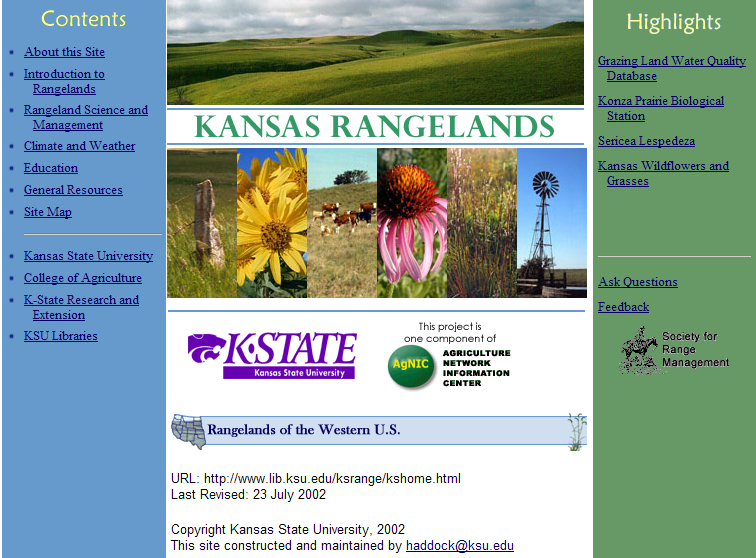 Contents
About this Site
Introduction to
Rangelands
Rangeland Science and
Management
Climate and Weather
Education
General Resources
Site Map
Kansas State University
College of Agriculture
K-State Research and
Extension
KSU Libraries
KANSAS RANGELANDS
K-STATE
Kansas State University
This project is
one component of
AgNIC
AGRICULTURE
NETWORK
INFORMATION
CENTER
Rangelands of the Western U.S.
URL: http://www.lib.ksu.edu/ksrange/kshome.html
Last Revised: 23 July 2002
Copyright Kansas State University, 2002
This site constructed and maintained by haddock@ksu.edu
Highlights
Grazing Land Water Quality
Database
Konza Prairie Biological
Station
Sericea Lespedeza
Kansas Wildflowers and
Grasses
Ask Questions
Feedback
Society for
Range
Management